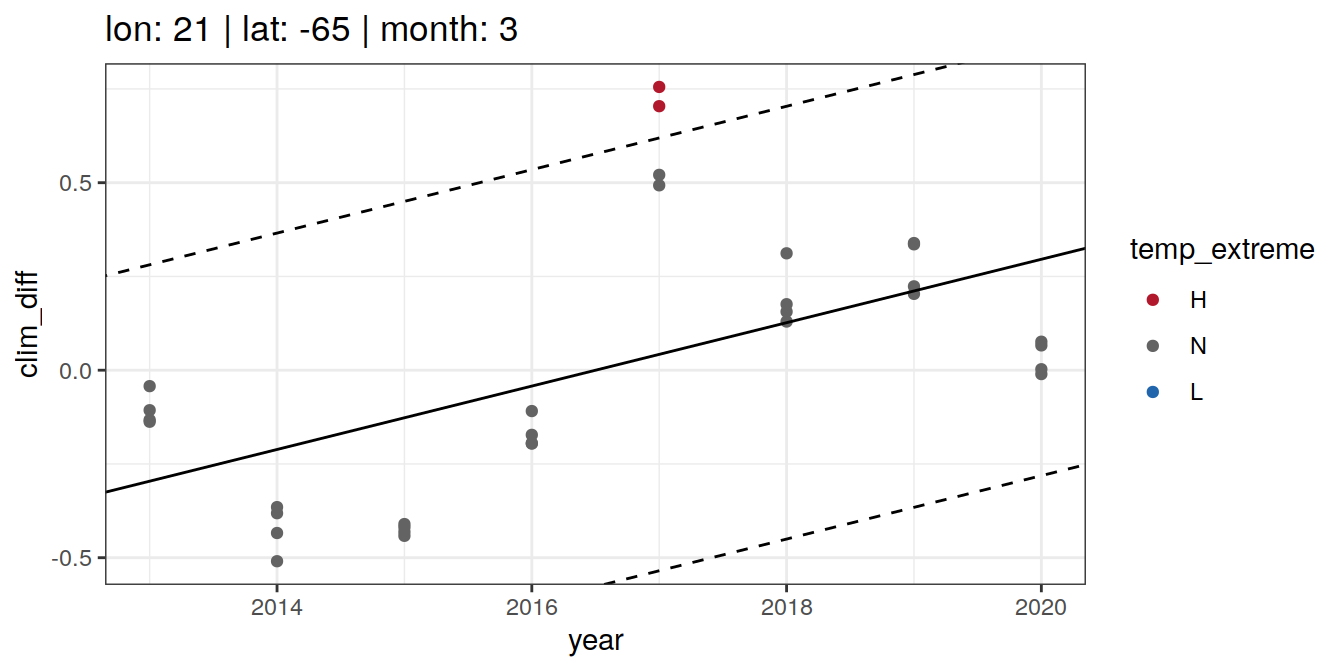 lon: 21 | lat: -65 | month: 3
clim_diff
0.5
0.0
-0.5
2014 2016 2018 2020
year
temp_extreme
H
N
L